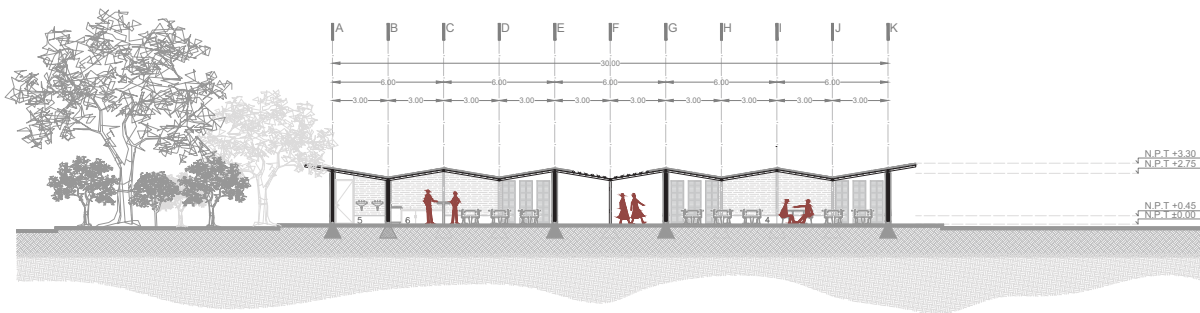 A B C D E F G H I J K
30.00
6.00 6.00 6.00 6.00 6.00
3.00 3.00 3.00 3.00 3.00 3.00 3.00 3.00 3.00 3.00
N.P.T +3.30
N.P.T +2.75
N.P.T +0.45
N.P.T ±0.00
5 6 4